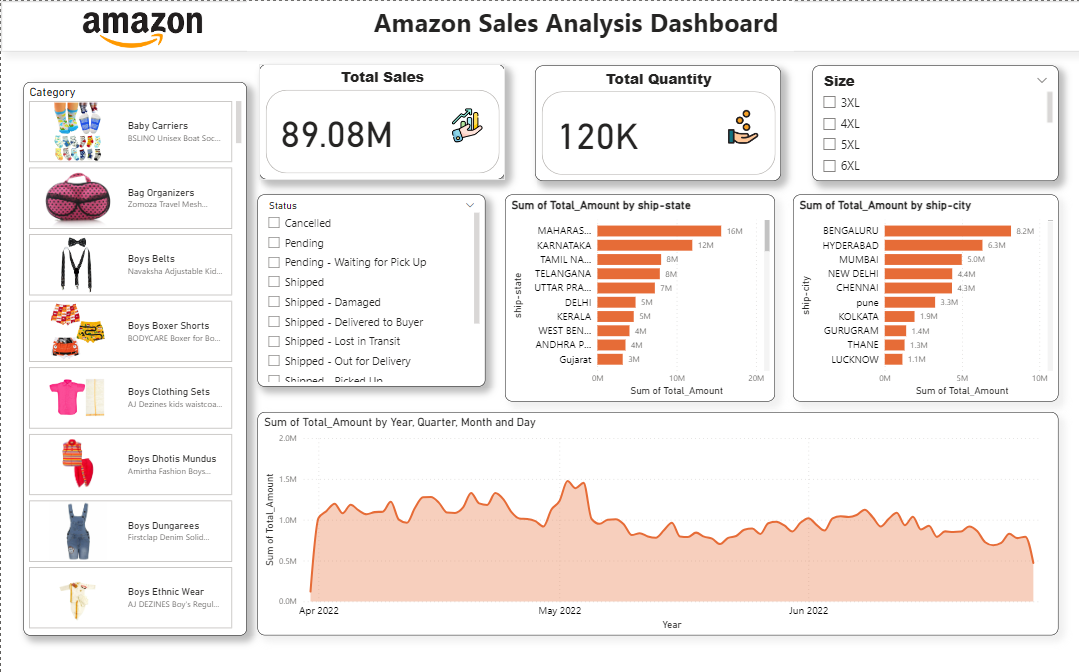 amazon
Amazon Sales Analysis Dashboard
Category
Baby Carriers
BSLINO Unisex Boat Soc...
Bag Organizers
Zomoza Travel Mesh...
Boys Belts
Navaksha Adjustable Kid...
Boys Boxer Shorts
BODYCARE Boxer for Bo...
Boys Clothing Sets
AJ Dezines kids waistcoa...
Boys Dhotis Mundus
Amirtha Fashion Boys...
Boys Dungarees
Firstclap Denim Solid...
Boys Ethnic Wear
AJ DEZINES Boy's Regul...
Total Sales
89.08M
Total Quantity
120K
Size
3XL
4XL
5XL
6XL
Status
Cancelled
Pending
Pending - Waiting for Pick Up
Shipped
Shipped - Damaged
Shipped - Delivered to Buyer
Shipped - Lost in Transit
Shipped - Out for Delivery
Shipped - Picked Up
Sum of Total_Amount by ship-state
ship-state
MAHARAS... 16M
KARNATAKA 12M
TAMIL NA... 8M
TELANGANA 8M
UTTAR PRA... 7M
DELHI 5M
KERALA 5M
WEST BEN... 4M
ANDHRA P... 4M
Gujarat 3M
0M 10M 20M
Sum of Total_Amount
Sum of Total_Amount by ship-city
ship-city
BENGALURU 8.2M
HYDERABAD 6.3M
MUMBAI 5.0M
NEW DELHI 4.4M
CHENNAI 4.3M
pune 3.3M
KOLKATA 1.9M
GURUGRAM 1.4M
THANE 1.3M
LUCKNOW 1.1M
0M 5M 10M
Sum of Total_Amount
Sum of Total_Amount by Year, Quarter, Month and Day
Sum of Total_Amount
2.0M
1.5M
1.0M
0.5M
0.0M
Apr 2022 May 2022 Jun 2022
Year